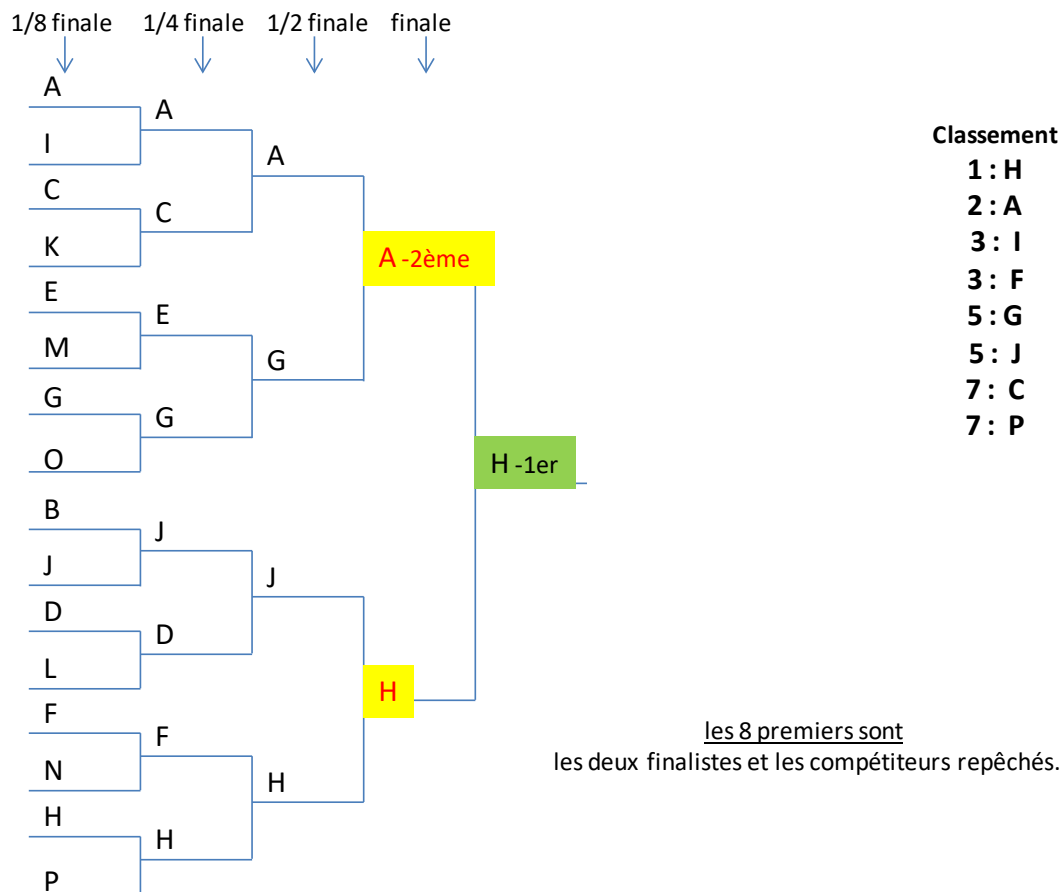 1/8 finale 1/4 finale 1/2 finale finale
A
I
C
K
E
M
G
O
B
J
D
L
F
N
H
P
A
C
E
G
J
D
F
H
A
G
J
H
A -2ème
H
H -1er
Classement
1 : H
2 : A
3 : I
3 : F
5 : G
5 : J
7 : C
7 : P
les 8 premiers sont
les deux finalistes et les compétiteurs repêchés.